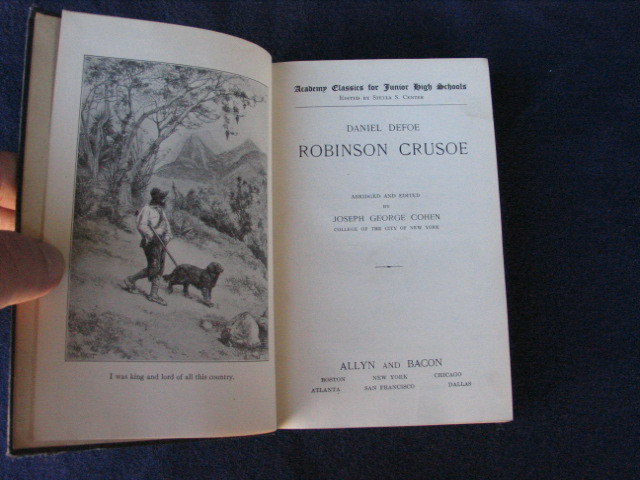 I was king and lord of all this country.
Academy Classics for Junior High Schools
Edited by Stella S. Center
DANIEL DEFOE
ROBINSON CRUSOE
ABRIDGED AND EDITED
BY
JOSEPH GEORGE COHEN
COLLEGE OF THE CITY OF NEW YORK
ALLYN AND BACON
BOSTON NEW YORK CHICAGO
ATLANTA SAN FRANCISCO DALLAS